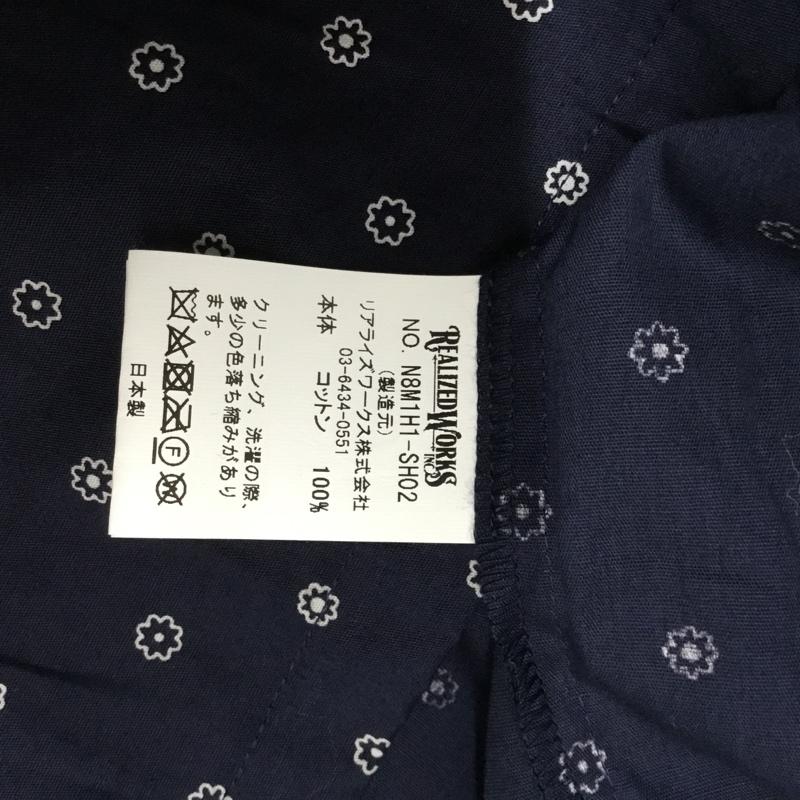 REALIZED WORKS
INC
NO. N8M1H1-SH02
(製造元)
リアライズワークス株式会社
03-6434-0551
本体 コットン 100%
クリーニング、洗濯の際、
多少の色落ち縮みがあり
ます。
F
日本製